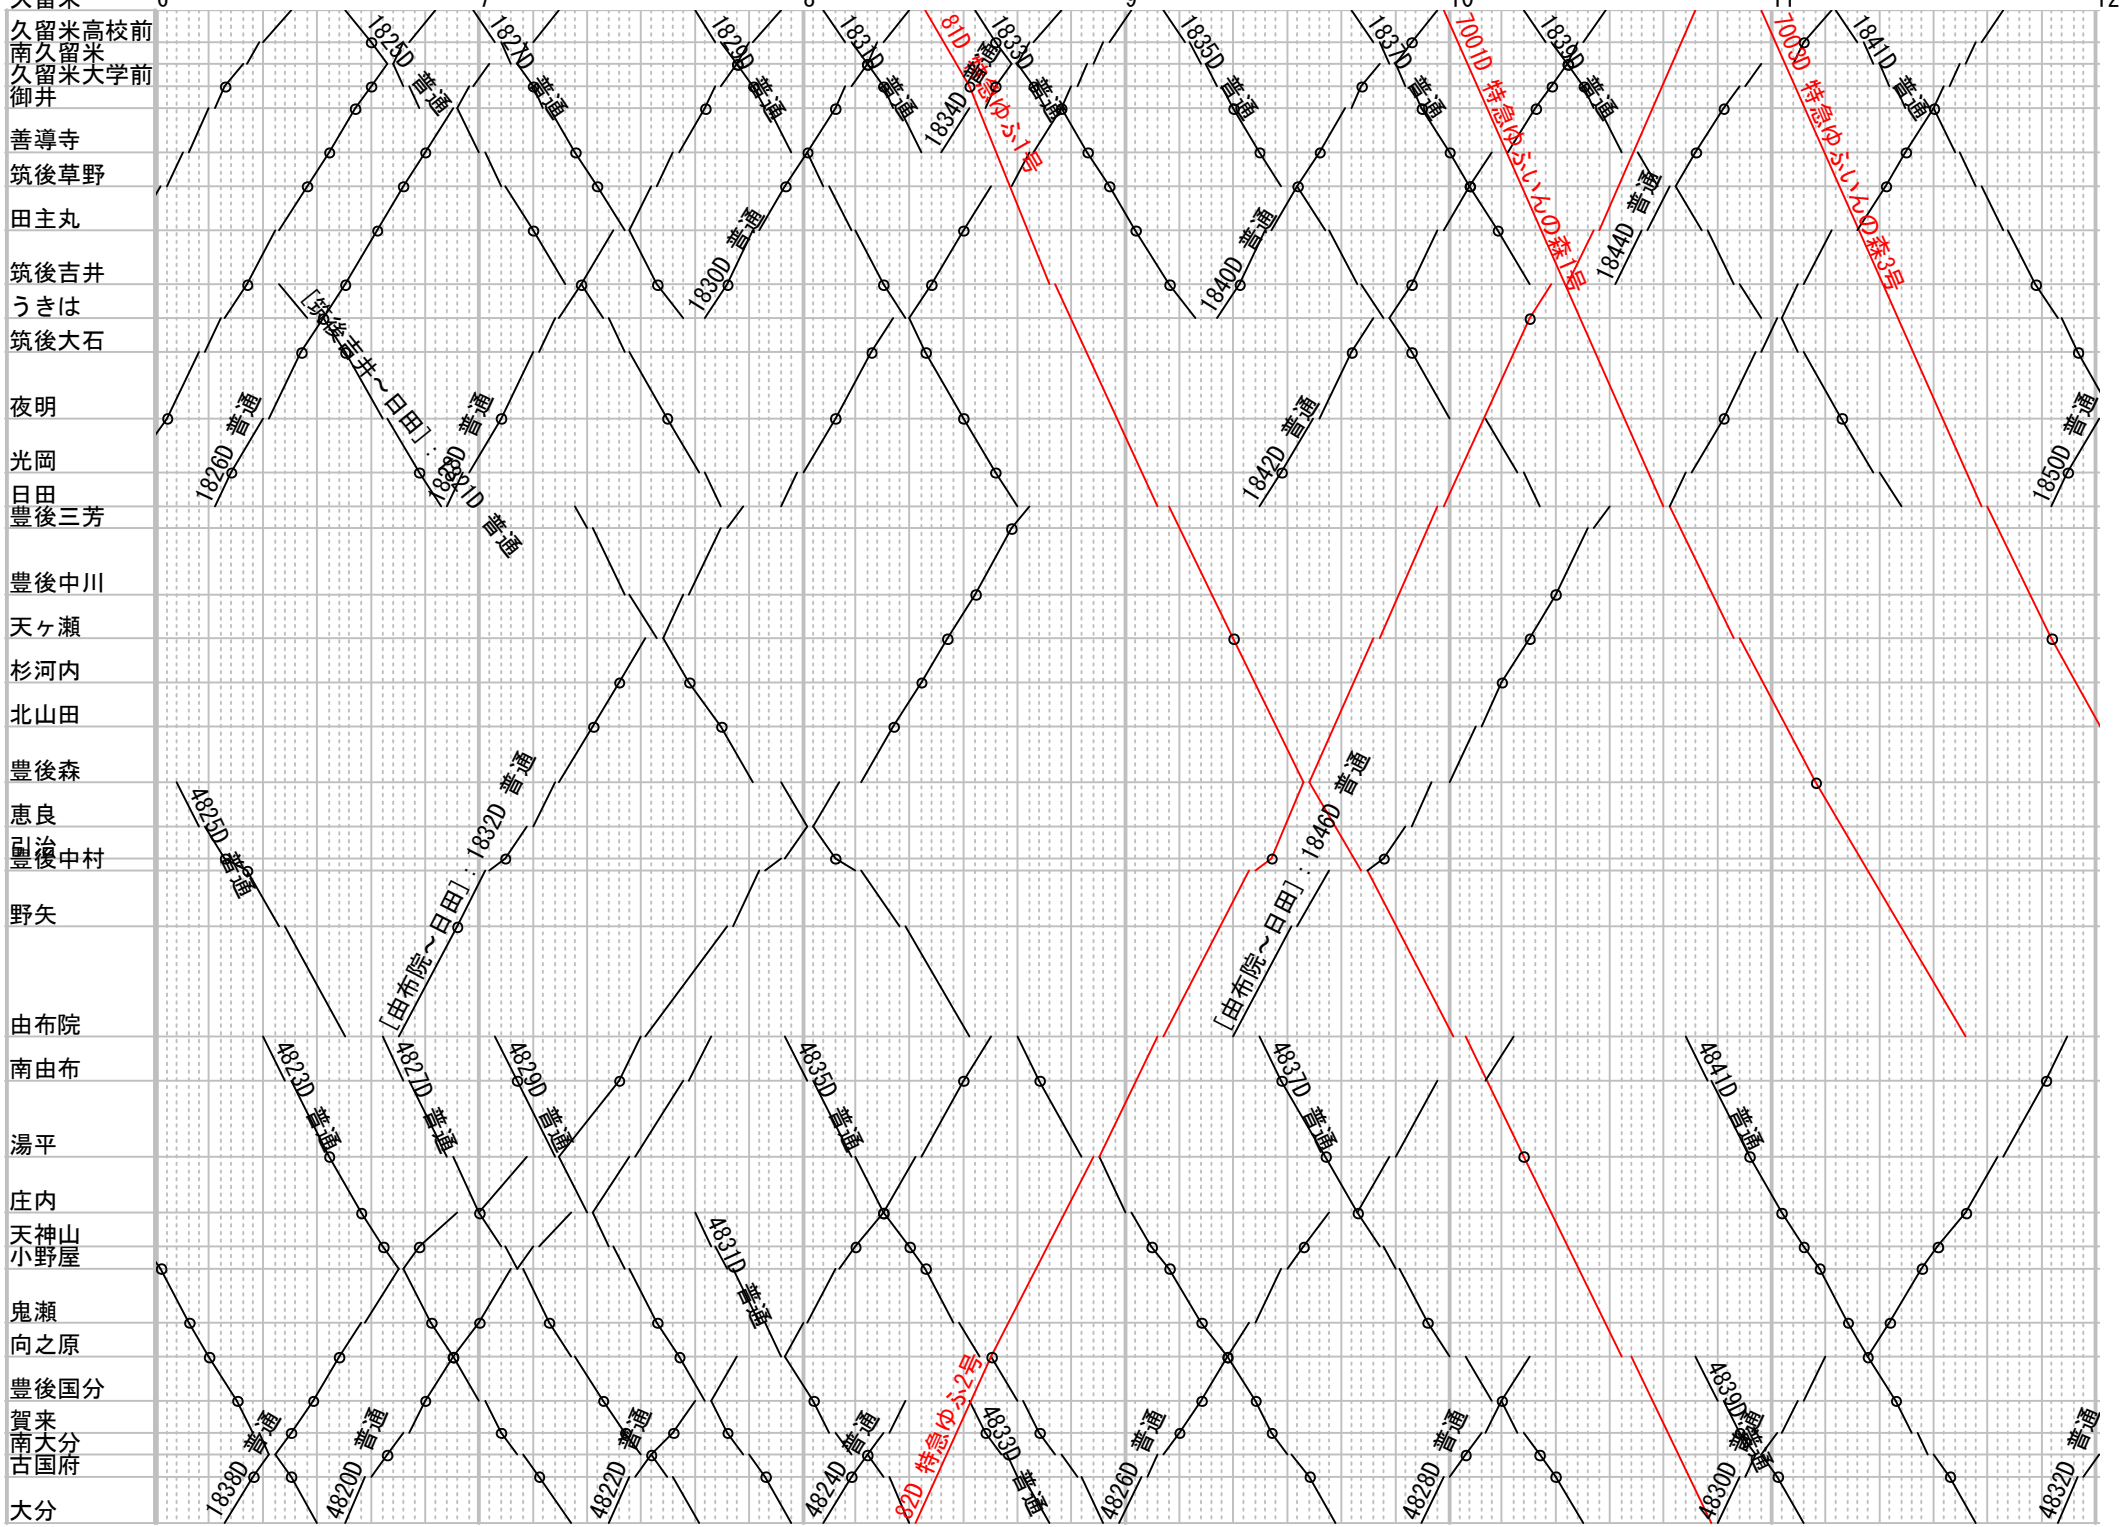 久留米
6 7 8 9 10 11 12
久留米高校前
南久留米
久留米大学前
御井
善導寺
筑後草野
田主丸
筑後吉井
うきは
筑後大石
夜明
光岡
日田
豊後三芳
豊後中川
天ヶ瀬
杉河内
北山田
豊後森
恵良
引治
豊後中村
野矢
由布院
南由布
湯平
庄内
天神山
小野屋
鬼瀬
向之原
豊後国分
賀来
南大分
古国府
大分
1825D 普通
1827D 普通
1829D 普通
1831D 普通
81D 特急ゆふ1号
1834D 普通
1833D 普通
1835D 普通
1837D 普通
7001D 特急ゆふいんの森1号
1839D 普通
7003D 特急ゆふいんの森3号
1841D 普通
1830D 普通
1840D 普通
1844D 普通
[筑後吉井～日田]:1821D 普通
1826D 普通
1828D 普通
1842D 普通
1850D 普通
4825D 普通
[由布院～日田]:1832D 普通
[由布院～日田]:1846D 普通
4823D 普通
4827D 普通
4829D 普通
4835D 普通
4837D 普通
4841D 普通
4831D 普通
1838D 普通
4820D 普通
4822D 普通
4824D 普通
82D 特急ゆふ2号
4833D 普通
4826D 普通
4828D 普通
4839D 普通
4830D 普通
4832D 普通